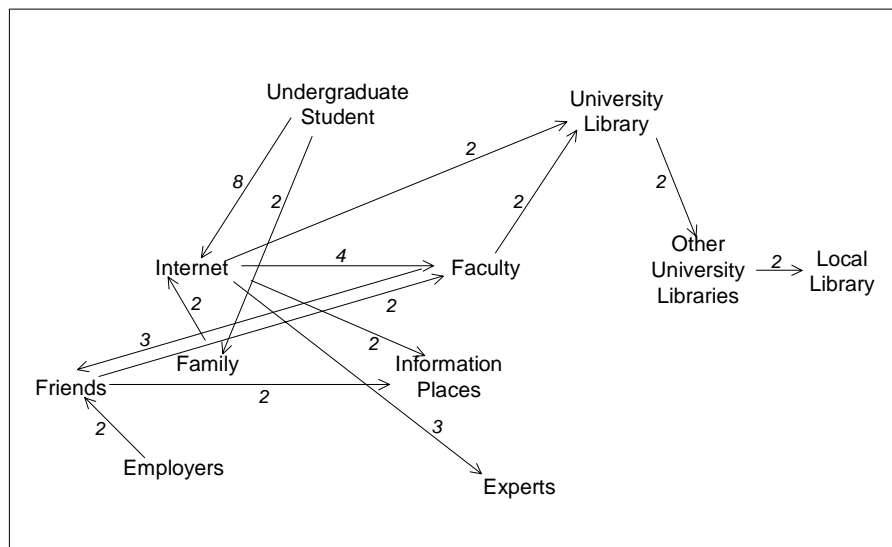 Undergraduate
Student
University
Library
2
8
2
2
2
Internet
4
Faculty
Other
University
Libraries
2
Local
Library
2
2
3
Family
2
Information
Places
Friends
2
2
3
Employers
Experts